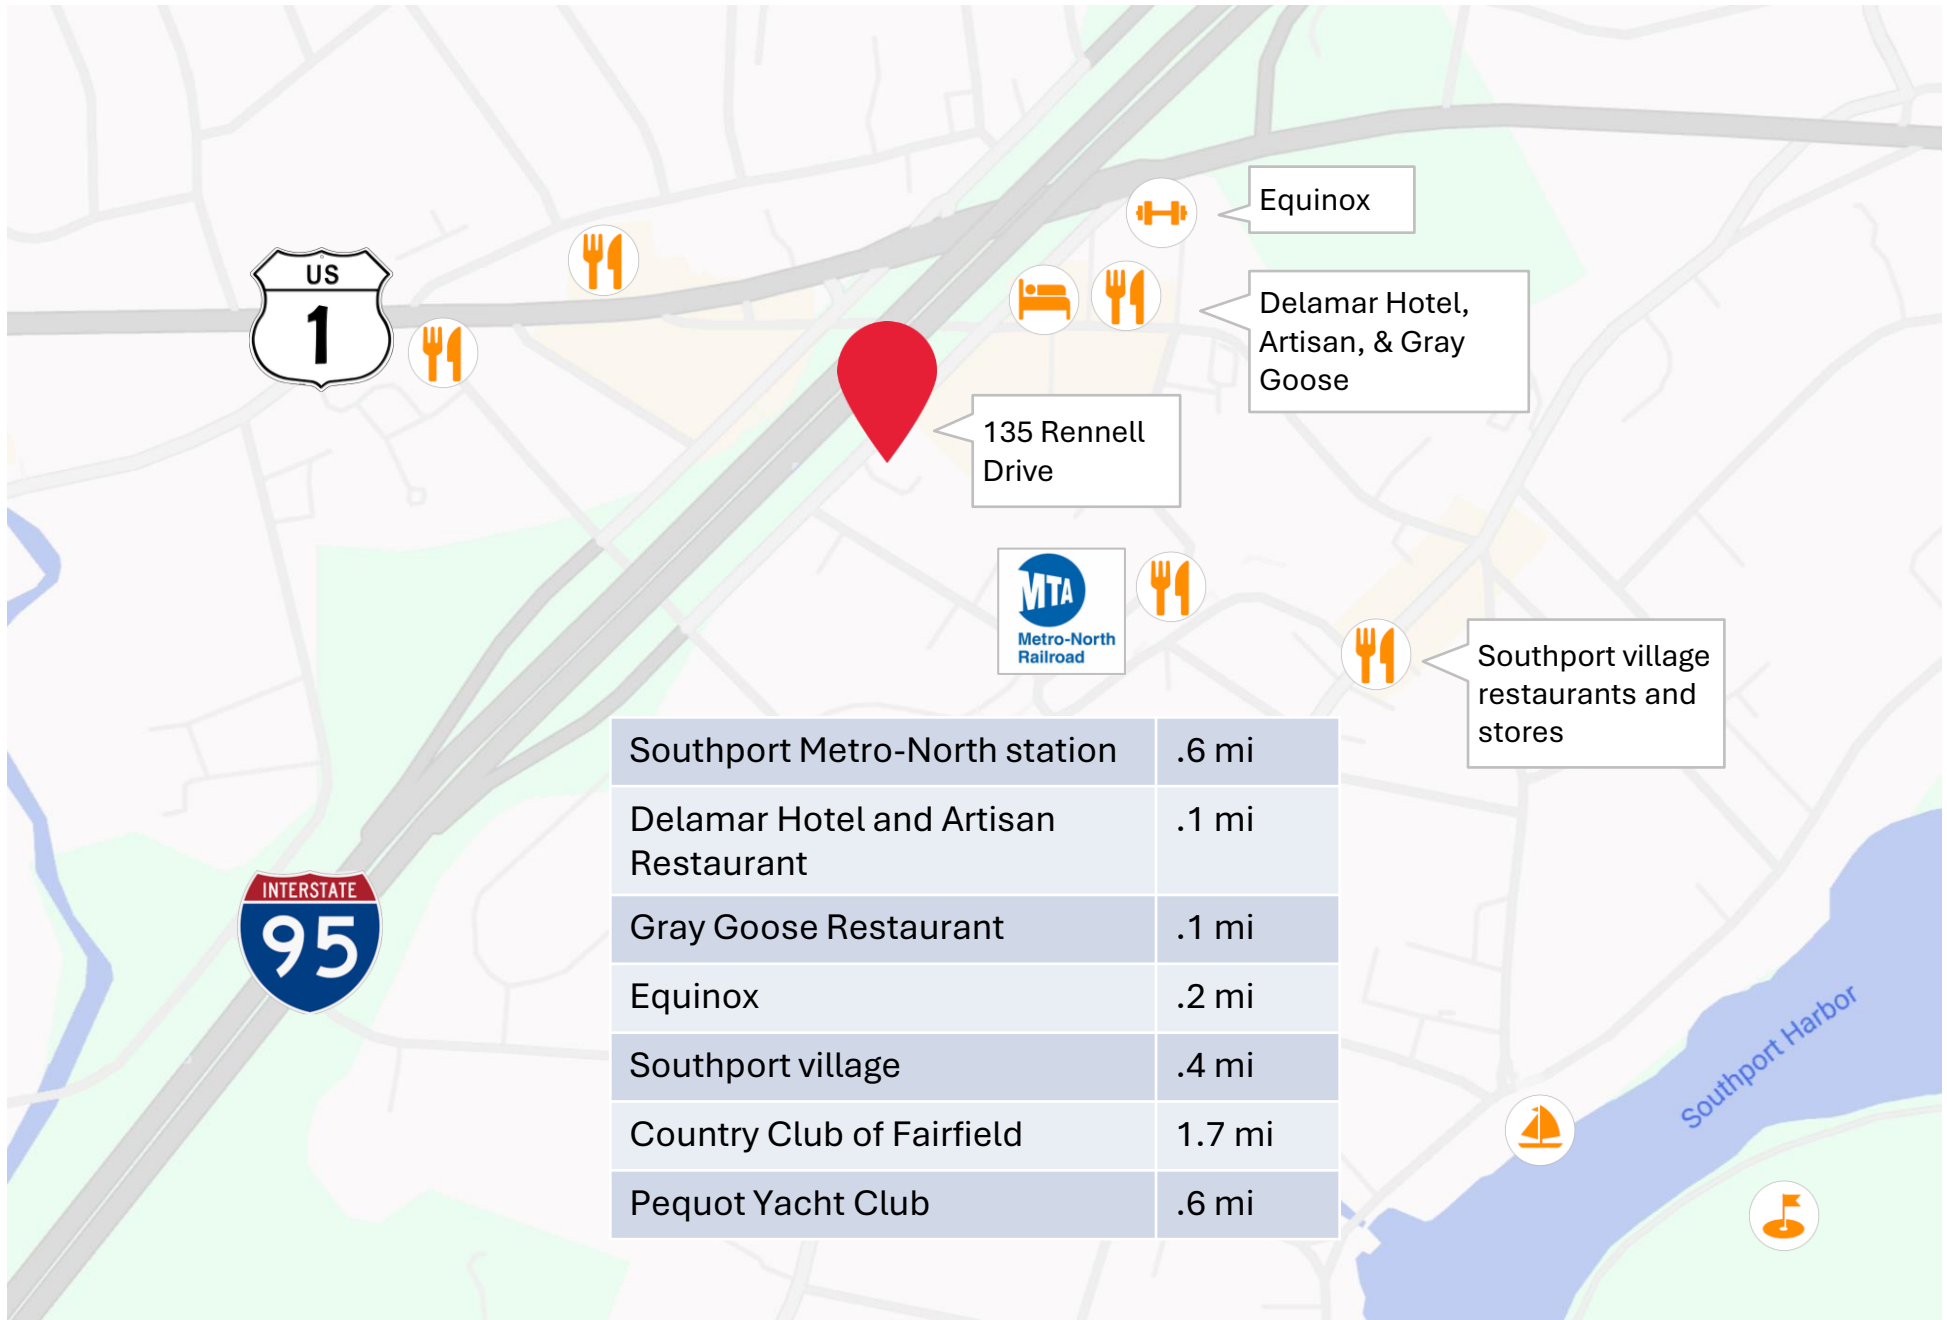 Equinox
US
1
Delamar Hotel,
Artisan, & Gray
Goose
135 Rennell
Drive
MTA
Metro-North
Railroad
Southport village
restaurants and
stores
Southport Metro-North station .6 mi
Delamar Hotel and Artisan .1 mi
Restaurant
Gray Goose Restaurant .1 mi
Equinox .2 mi
Southport village .4 mi
Country Club of Fairfield 1.7 mi
Pequot Yacht Club .6 mi
INTERSTATE
95
Southport Harbor